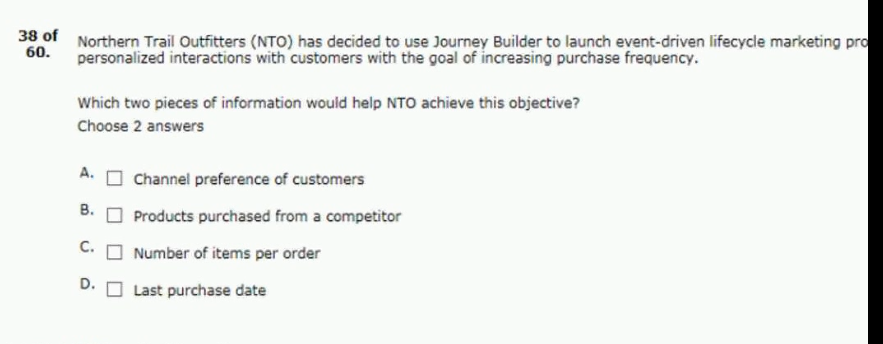 38 of
60.
Northern Trail Outfitters (NTO) has decided to use Journey Builder to launch event-driven lifecycle marketing pro
personalized interactions with customers with the goal of increasing purchase frequency.
Which two pieces of information would help NTO achieve this objective?
Choose 2 answers
A. Channel preference of customers
B. Products purchased from a competitor
C. Number of items per order
D. Last purchase date